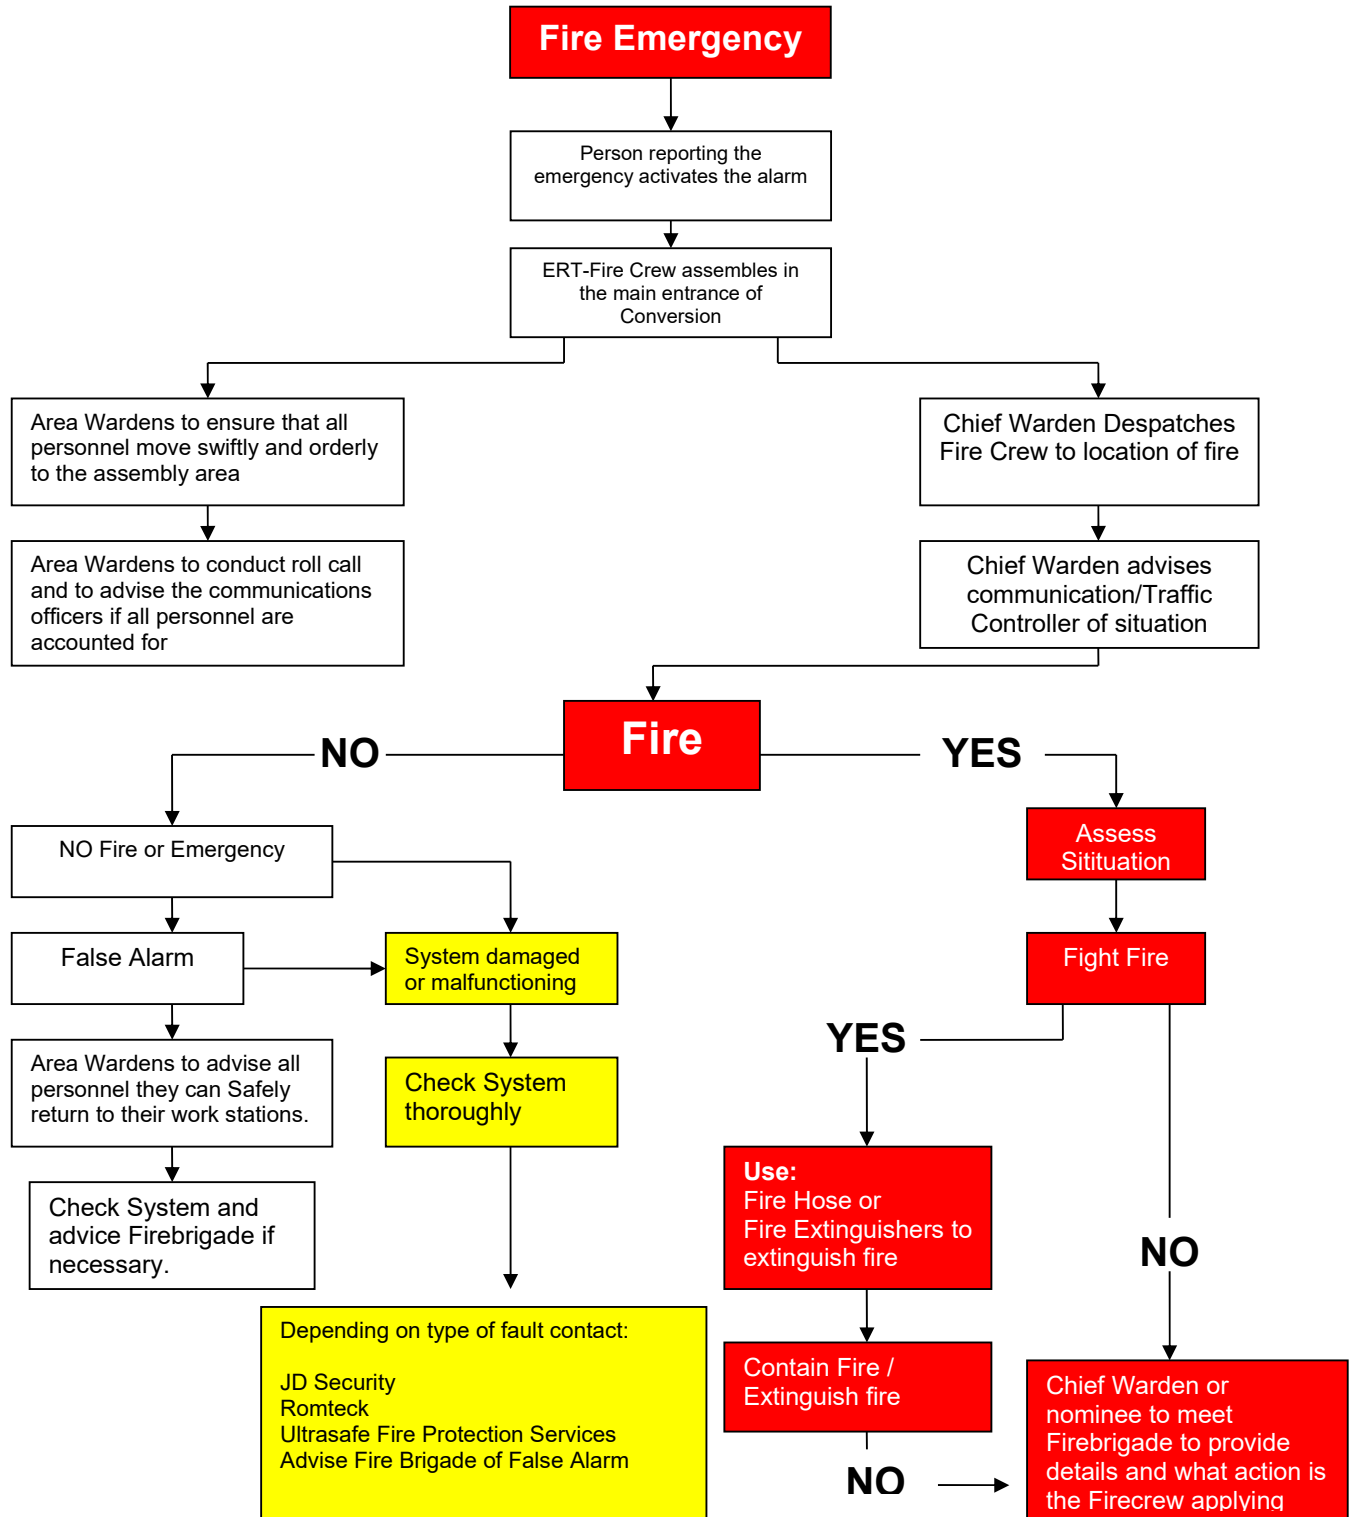 Fire Emergency
Person reporting the
emergency activates the alarm
ERT-Fire Crew assembles in
the main entrance of
Conversion
Area Wardens to ensure that all
personnel move swiftly and orderly
to the assembly area
Chief Warden Despatches
Fire Crew to location of fire
Area Wardens to conduct roll call
and to advise the communications
officers if all personnel are
accounted for
Chief Warden advises
communication/Traffic
Controller of situation
Fire
NO
YES
NO Fire or Emergency
Assess
Sitituation
False Alarm
System damaged
or malfunctioning
Fight Fire
YES
Area Wardens to advise all
personnel they can Safely
return to their work stations.
Check System
thoroughly
Use:
Fire Hose or
Fire Extinguishers to
extinguish fire
Check System and
advice Firebrigade if
necessary.
NO
Depending on type of fault contact:
JD Security
Romteck
Ultrasafe Fire Protection Services
Advise Fire Brigade of False Alarm
Contain Fire /
Extinguish fire
NO
Chief Warden or
nominee to meet
Firebrigade to provide
details and what action is
the Firecrew applying